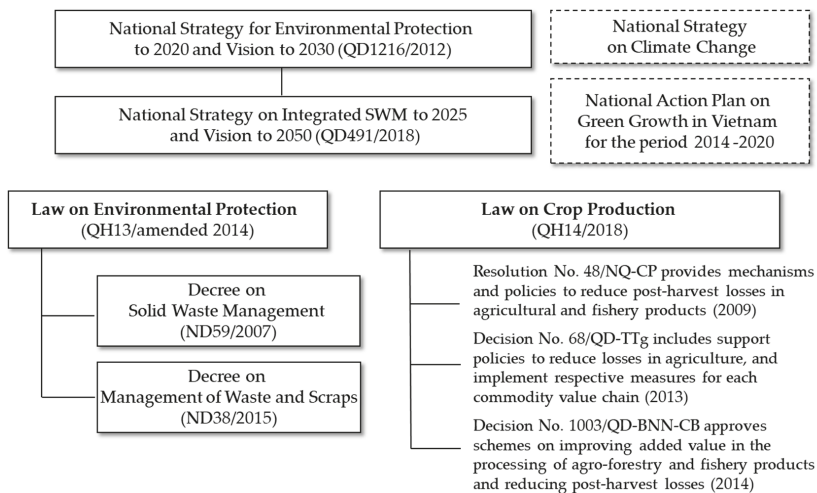 National Strategy for Environmental Protection
to 2020 and Vision to 2030 (QD1216/2012)
National Strategy on Integrated SWM to 2025
and Vision to 2050 (QD491/2018)
National Strategy
on Climate Change
National Action Plan on
Green Growth in Vietnam
for the period 2014 -2020
Law on Environmental Protection
(QH13/amended 2014)
Decree on
Solid Waste Management
(ND59/2007)
Decree on
Management of Waste and Scraps
(ND38/2015)
Law on Crop Production
(QH14/2018)
Resolution No. 48/NQ-CP provides mechanisms
and policies to reduce post-harvest losses in
agricultural and fishery products (2009)
Decision No. 68/QD-TTg includes support
policies to reduce losses in agriculture, and
implement respective measures for each
commodity value chain (2013)
Decision No. 1003/QD-BNN-CB approves
schemes on improving added value in the
processing of agro-forestry and fishery products
and reducing post-harvest losses (2014)